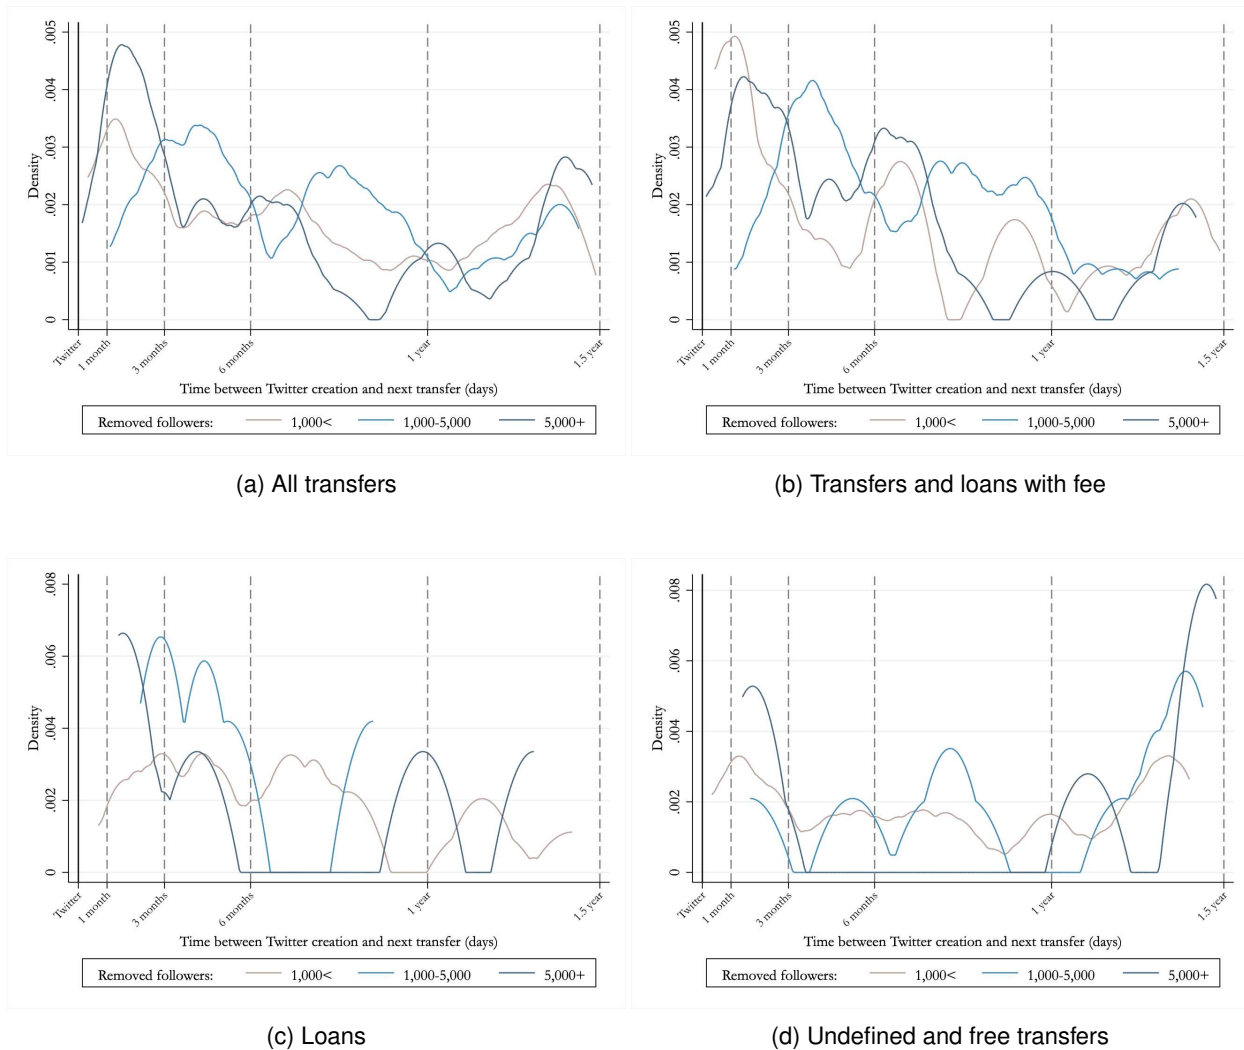 .005
.004
.003
.002
.001
0
Density
Twitter
1 month
3 months
6 months
1 year
1.5 year
Time between Twitter creation and next transfer (days)
Removed followers: 1,000< 1,000-5,000 5,000+
(a) All transfers
.005
.004
.003
.002
.001
0
Density
Twitter
1 month
3 months
6 months
1 year
1.5 year
Time between Twitter creation and next transfer (days)
Removed followers: 1,000< 1,000-5,000 5,000+
(b) Transfers and loans with fee
.008
.006
.004
.002
0
Density
Twitter
1 month
3 months
6 months
1 year
1.5 year
Time between Twitter creation and next transfer (days)
Removed followers: 1,000< 1,000-5,000 5,000+
(c) Loans
.008
.006
.004
.002
0
Density
Twitter
1 month
3 months
6 months
1 year
1.5 year
Time between Twitter creation and next transfer (days)
Removed followers: 1,000< 1,000-5,000 5,000+
(d) Undefined and free transfers